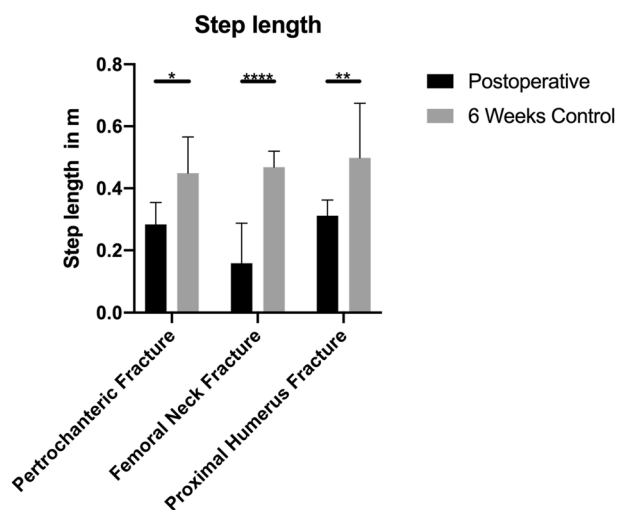 Step length
* **** **
Postoperative
6 Weeks Control
Step length in m
0.8
0.6
0.4
0.2
0.0
Pertrochanteric Fracture
Femoral Neck Fracture
Proximal Humerus Fracture